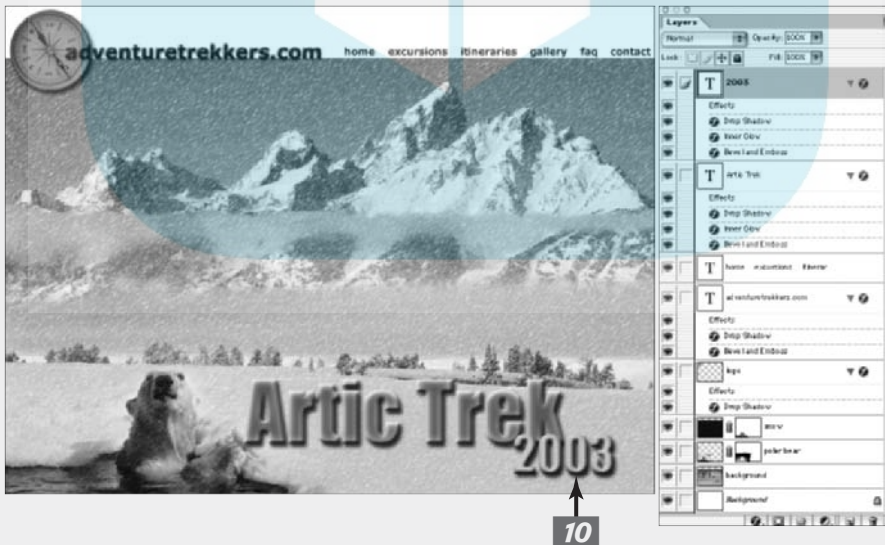 adventuretrekkers.com
home excursions itineraries gallery faq contact
Artic Trek
2003
10
Layers
Normal Opacity: 100%
Lock: Fill: 100%
2003
Effects
Drop Shadow
Inner Glow
Bevel and Emboss
Artic Trek
Effects
Drop Shadow
Inner Glow
Bevel and Emboss
home excursions
adventuretrekkers.com
Effects
Drop Shadow
Bevel and Emboss
logo
Effects
Drop Shadow
snow
polar bear
background
Background